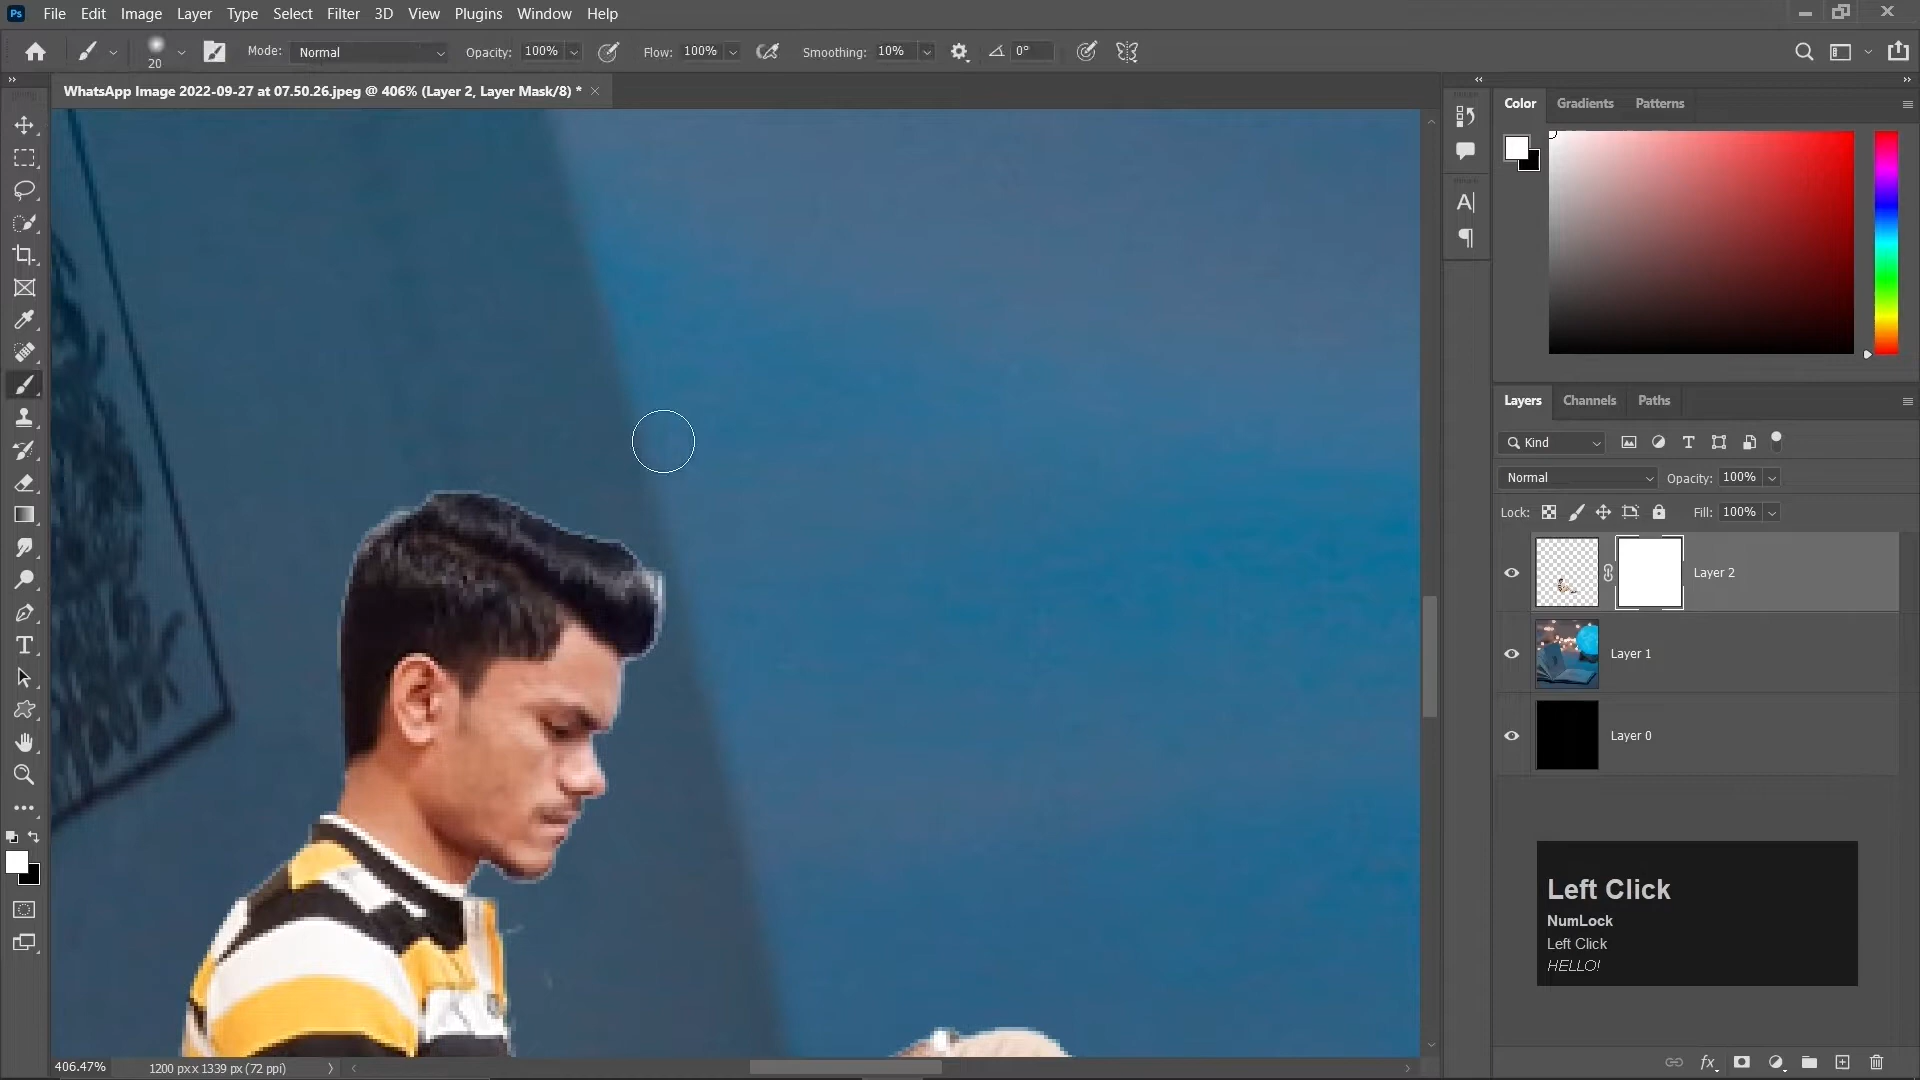 Ps File Edit Image Layer Type Select Filter 3D View Plugins Window Help
20 Mode: Normal Opacity: 100% Flow: 100% Smoothing: 10% 0°
WhatsApp Image 2022-09-27 at 07.50.26.jpeg @ 406% (Layer 2, Layer Mask/8) *
Color Gradients Patterns
Layers Channels Paths
Kind
Normal Opacity: 100%
Lock: Fill: 100%
Layer 2
Layer 1
Layer 0
Left Click
NumLock
Left Click
HELLO!
406.47% 1200 px x 1339 px (72 ppi)
fx